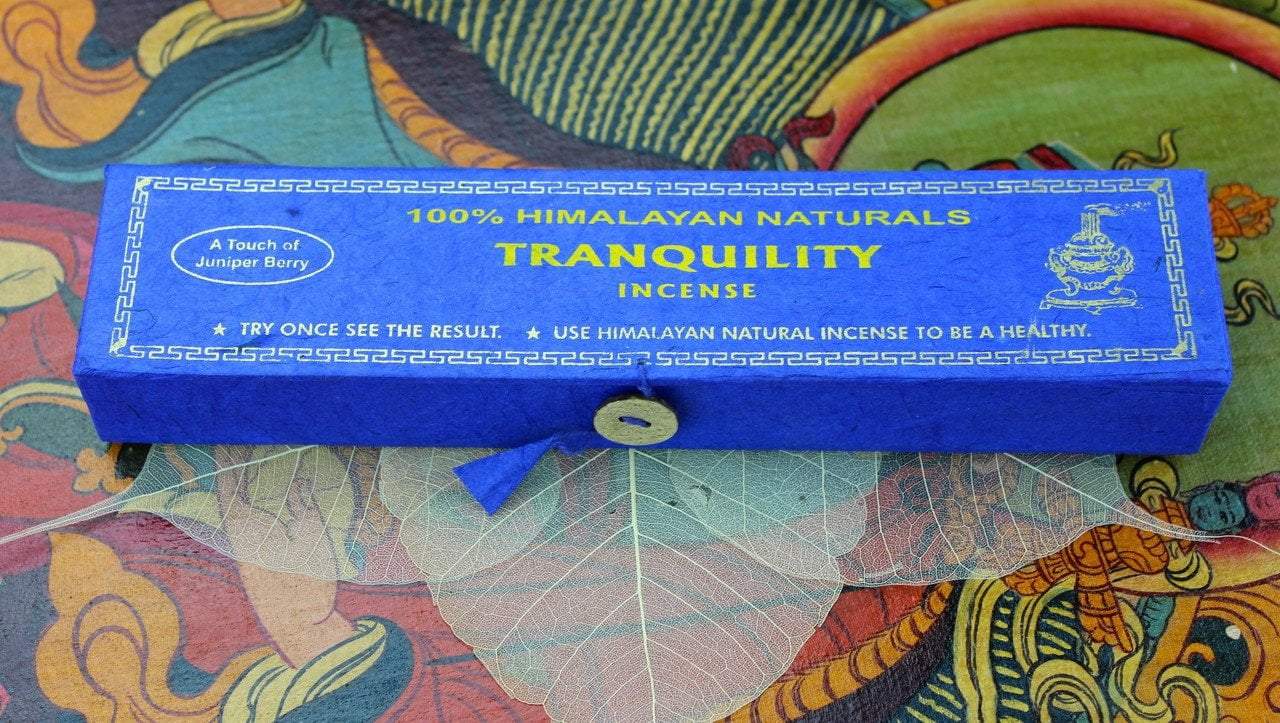 100% HIMALAYAN NATURALS
TRANQUILITY
INCENSE
A Touch of
Juniper Berry
★ TRY ONCE SEE THE RESULT. ★ USE HIMALAYAN NATURAL INCENSE TO BE A HEALTHY.